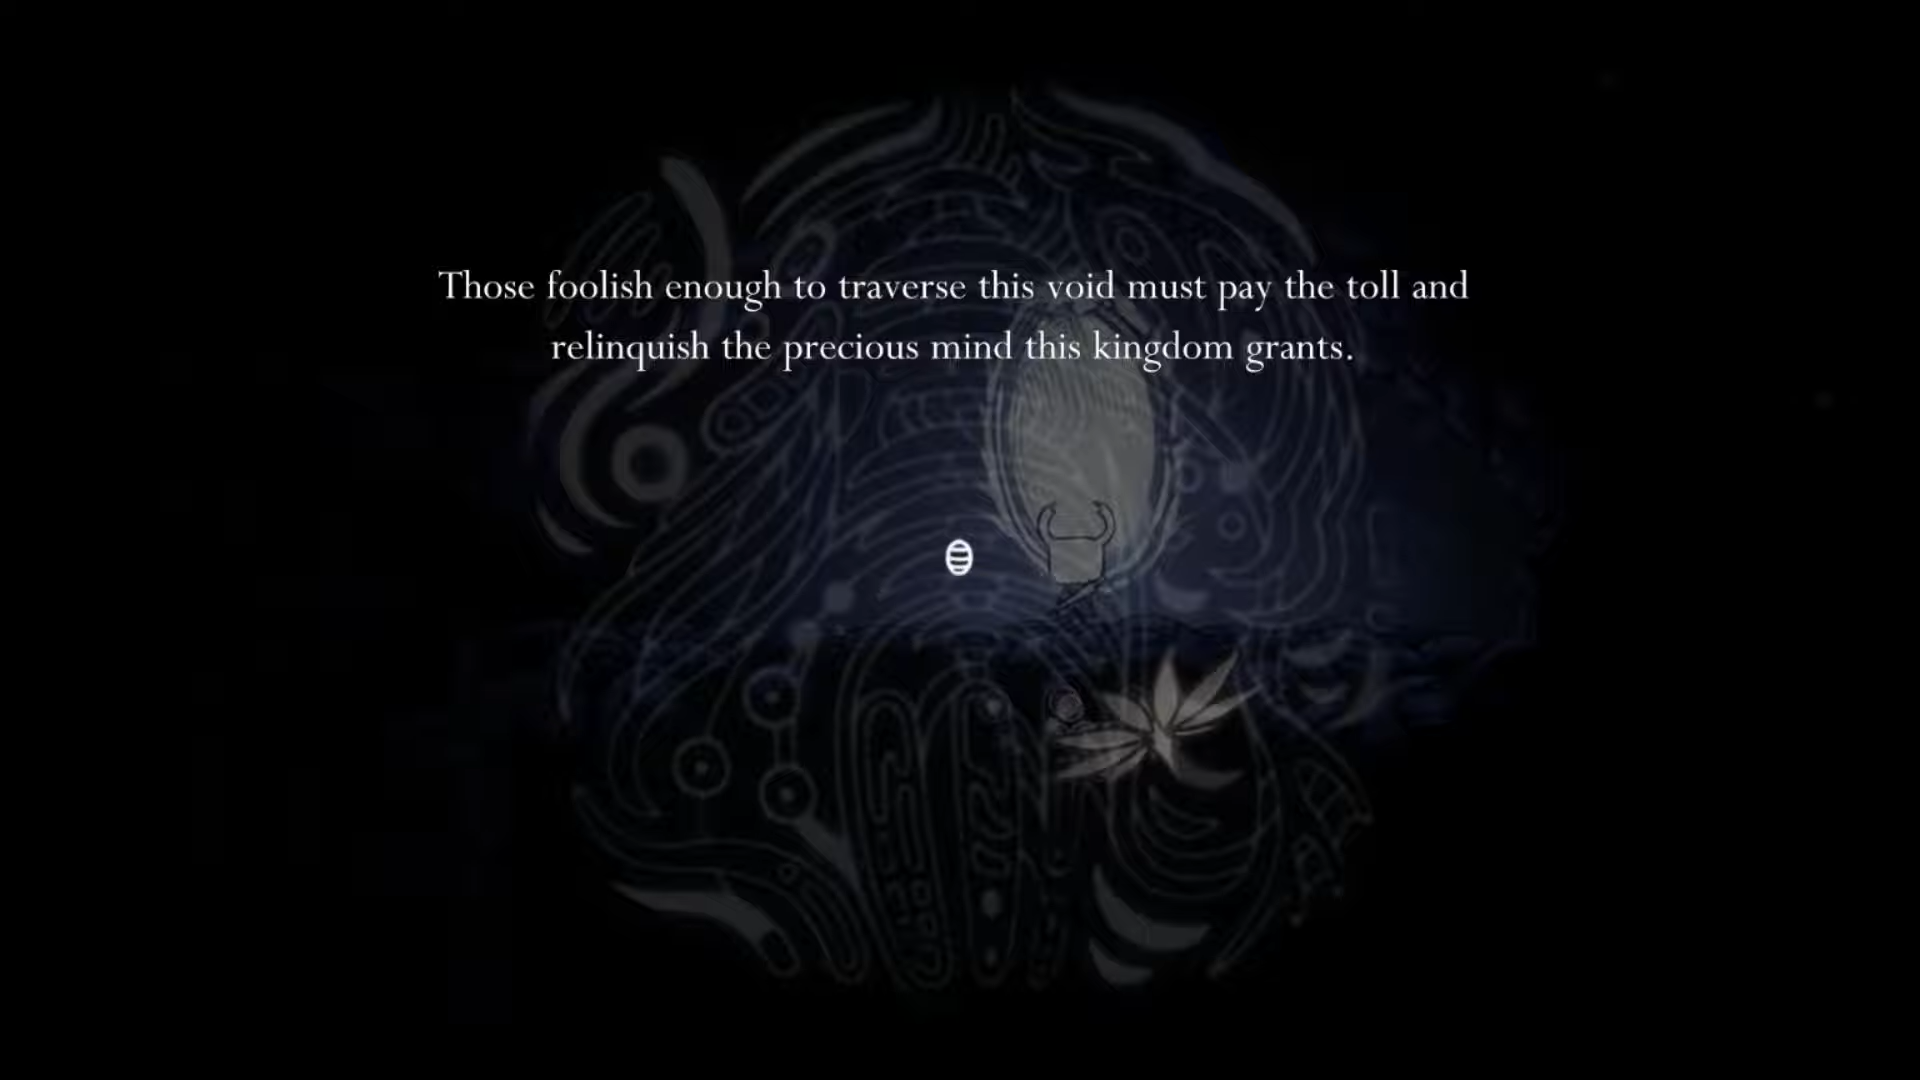 Those foolish enough to traverse this void must pay the toll and
relinquish the precious mind this kingdom grants.